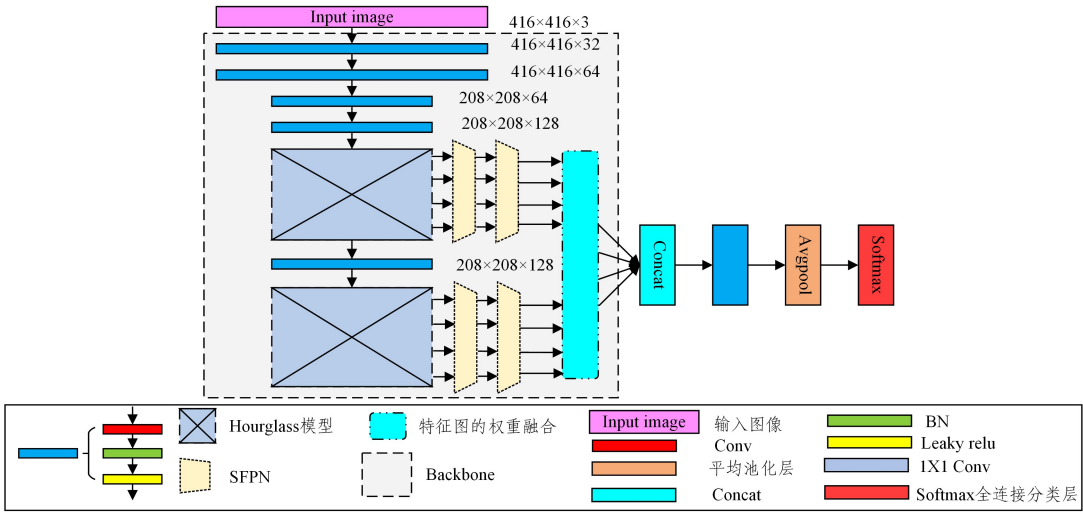 Input image
416×416×3
416×416×32
416×416×64
208×208×64
208×208×128
208×208×128
Concat
Avgpool
Softmax
Hourglass模型
SFPN
特征图的权重融合
Backbone
Input image
输入图像
Conv
平均池化层
Concat
BN
Leaky relu
1X1 Conv
Softmax全连接分类层